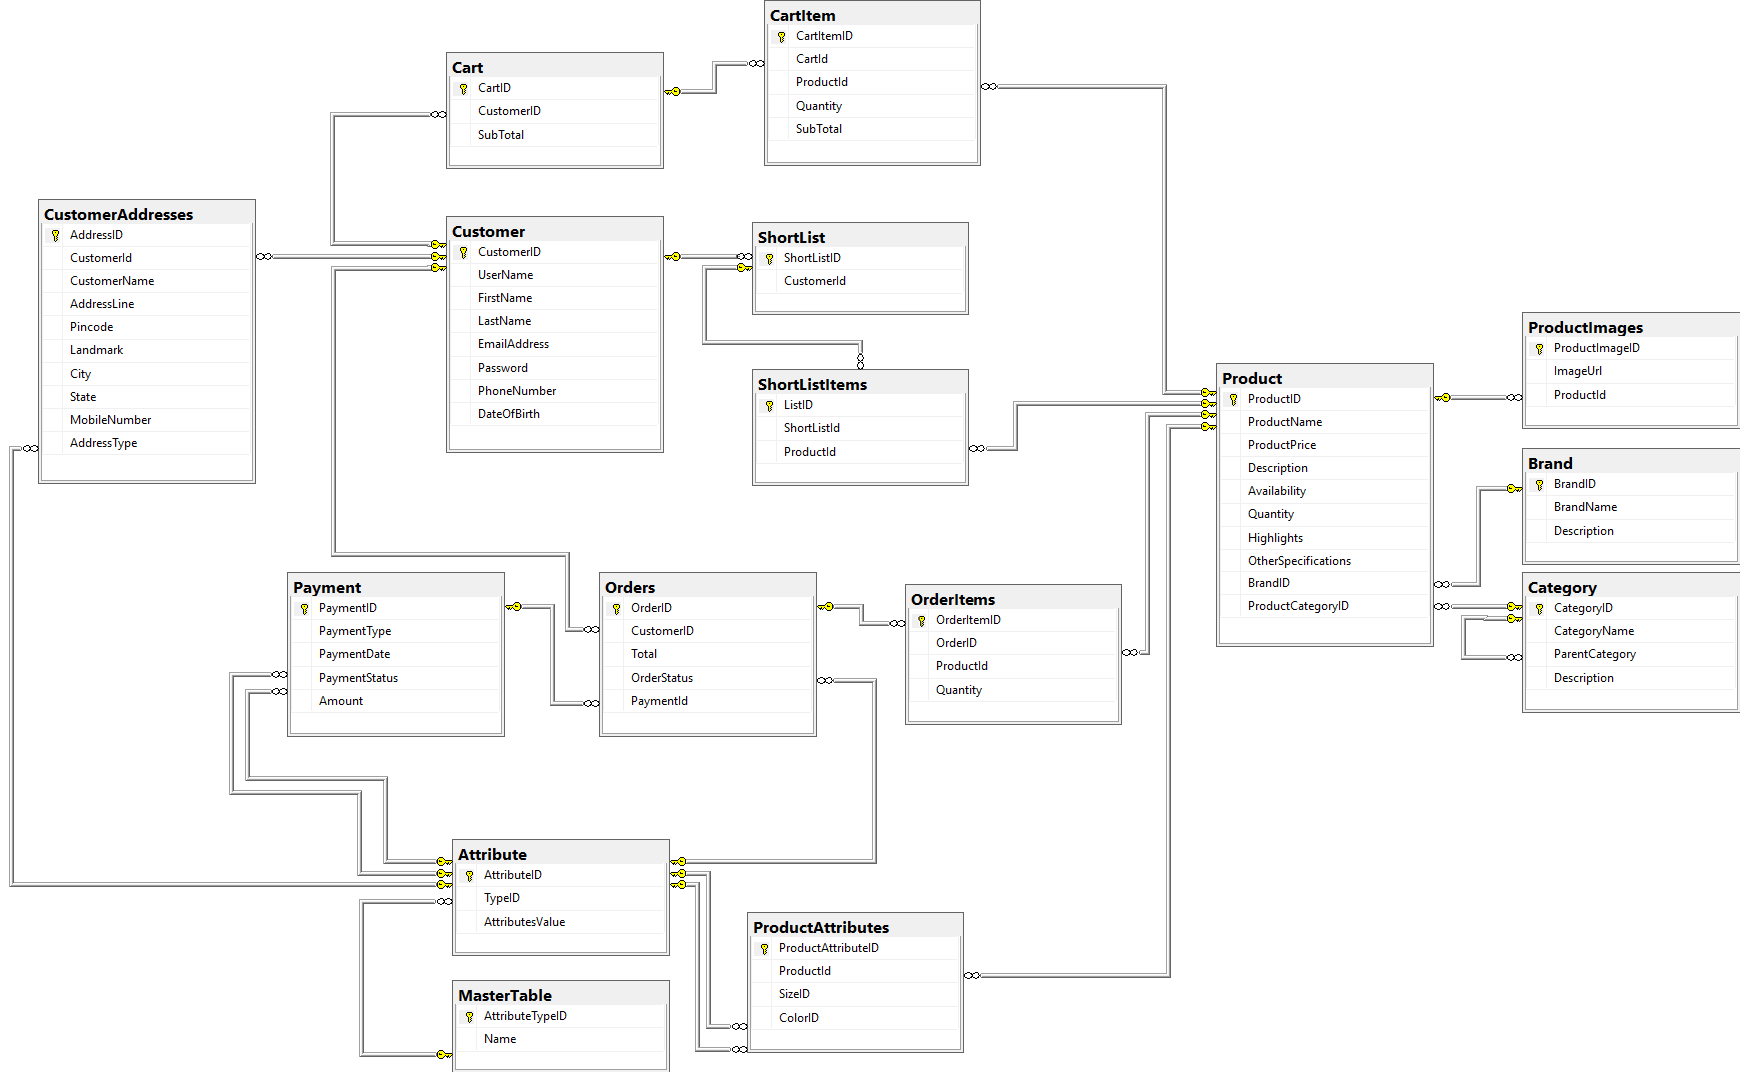 CartItem
CartItemID
CartId
ProductId
Quantity
SubTotal
Cart
CartID
CustomerID
SubTotal
CustomerAddresses
AddressID
CustomerId
CustomerName
AddressLine
Pincode
Landmark
City
State
MobileNumber
AddressType
Customer
CustomerID
UserName
FirstName
LastName
EmailAddress
Password
PhoneNumber
DateOfBirth
ShortList
ShortListID
CustomerId
ShortListItems
ListID
ShortListId
ProductId
Product
ProductID
ProductName
ProductPrice
Description
Availability
Quantity
Highlights
OtherSpecifications
BrandID
ProductCategoryID
ProductImages
ProductImageID
ImageUrl
ProductId
Brand
BrandID
BrandName
Description
Category
CategoryID
CategoryName
ParentCategory
Description
Payment
PaymentID
PaymentType
PaymentDate
PaymentStatus
Amount
Orders
OrderID
CustomerID
Total
OrderStatus
PaymentId
OrderItems
OrderItemID
OrderID
ProductId
Quantity
Attribute
AttributeID
TypeID
AttributesValue
ProductAttributes
ProductAttributeID
ProductId
SizeID
ColorID
MasterTable
AttributeTypeID
Name